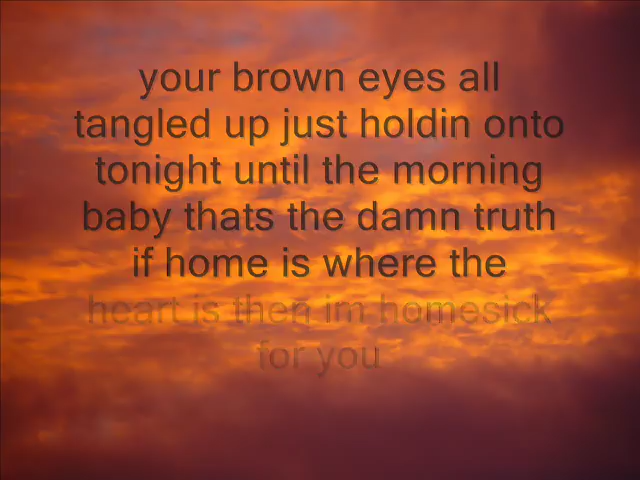 your brown eyes all
tangled up just holdin onto
tonight until the morning
baby thats the damn truth
if home is where the
heart is then im homesick
for you